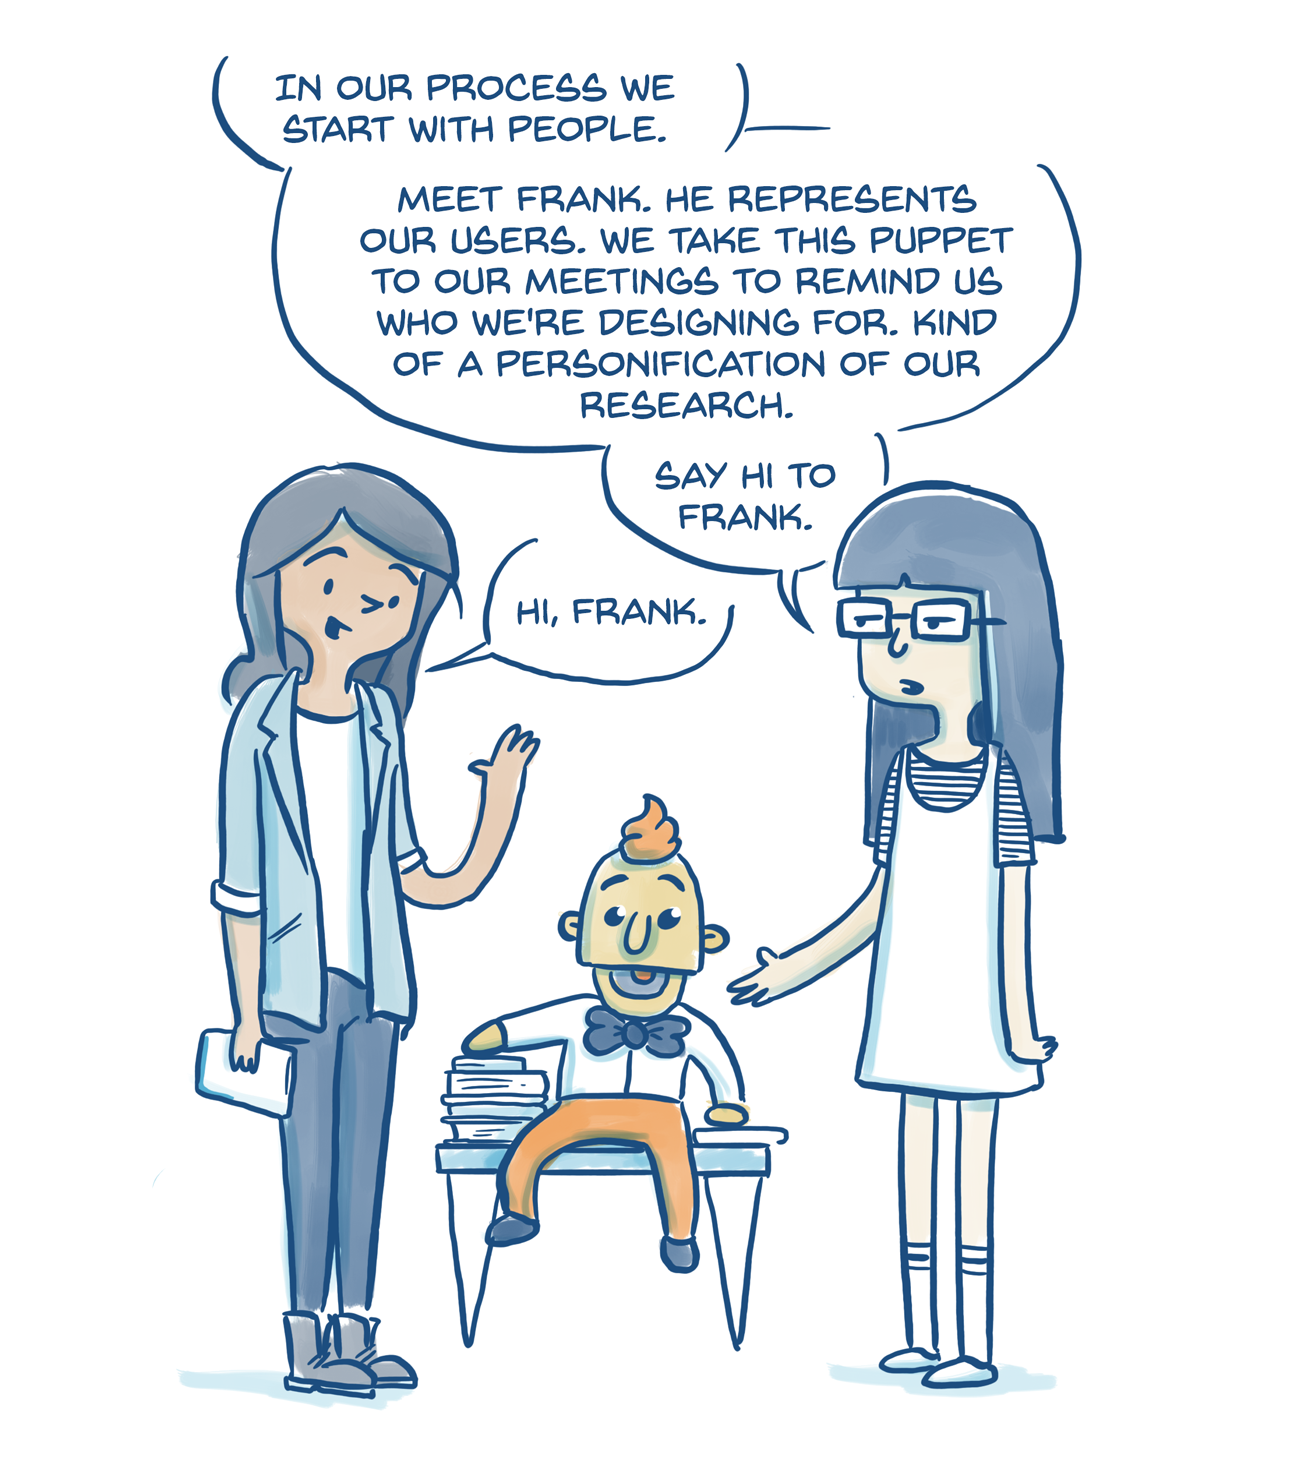 IN OUR PROCESS WE
START WITH PEOPLE.
MEET FRANK. HE REPRESENTS
OUR USERS. WE TAKE THIS PUPPET
TO OUR MEETINGS TO REMIND US
WHO WE'RE DESIGNING FOR. KIND
OF A PERSONIFICATION OF OUR
RESEARCH.
SAY HI TO
FRANK.
HI, FRANK.